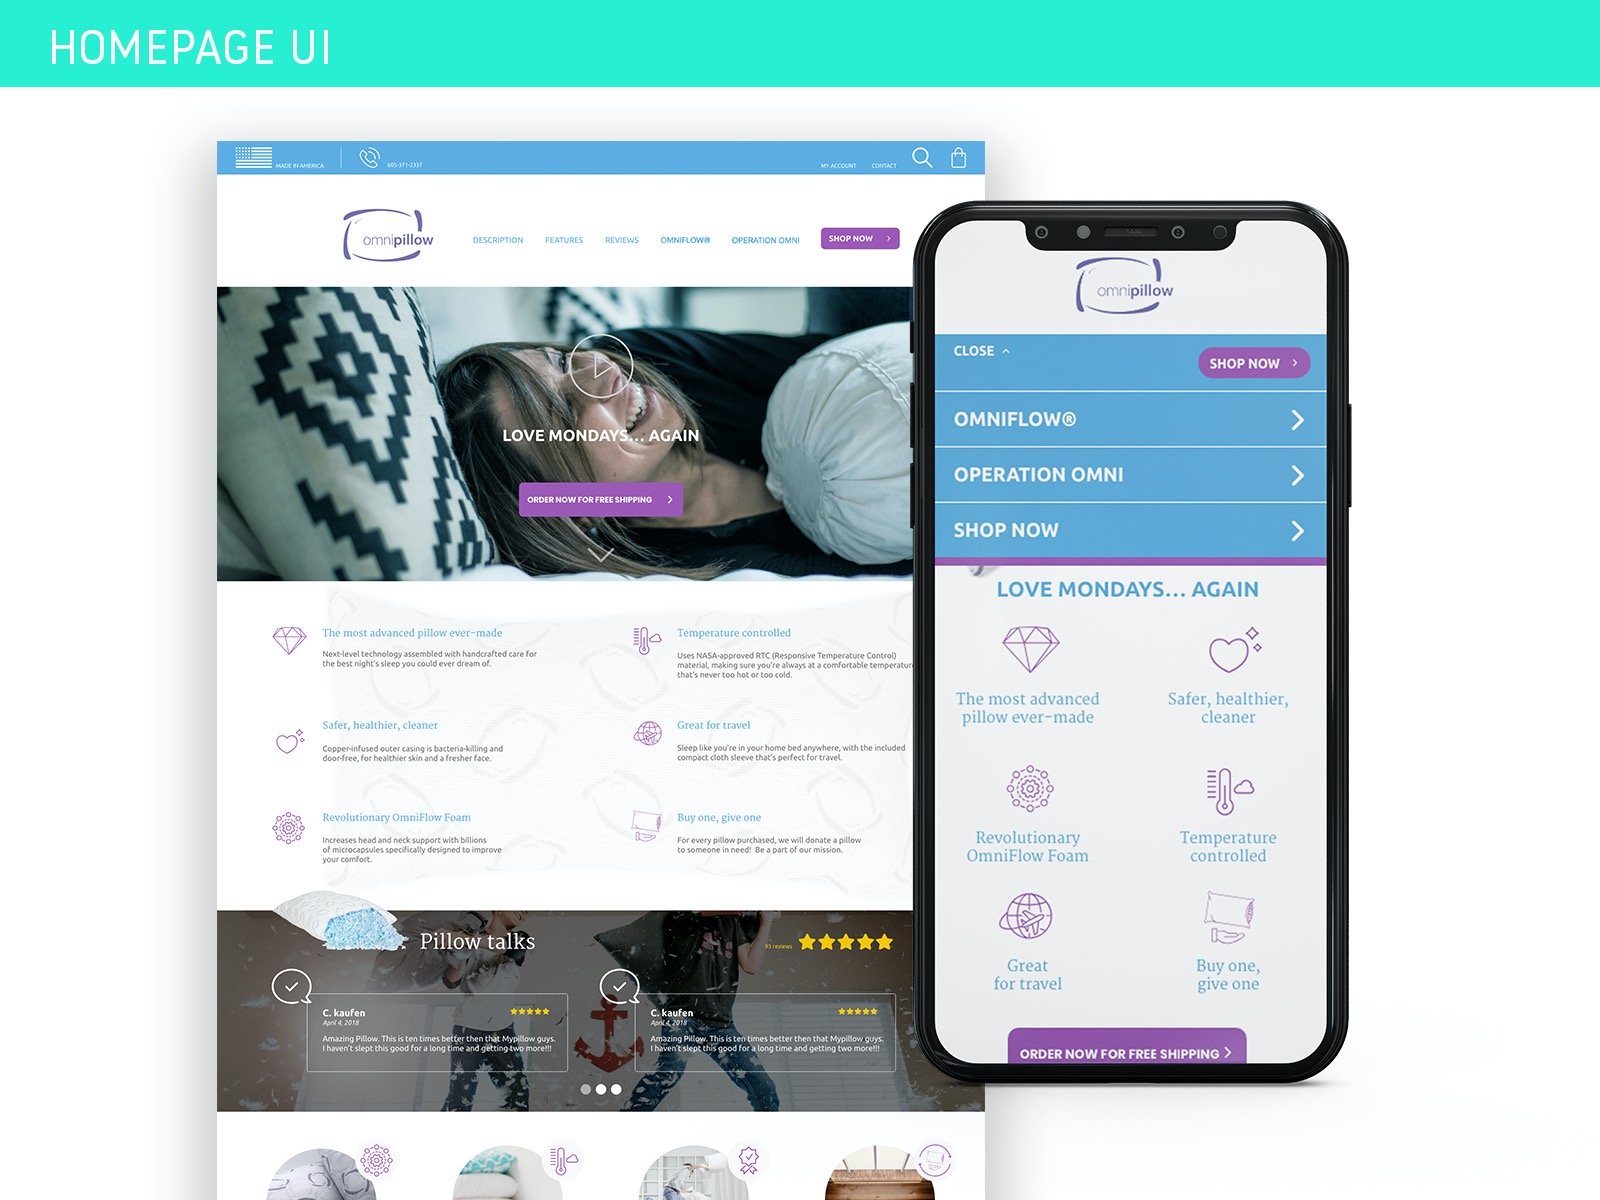 HOMEPAGE UI
MADE IN AMERICA
605-371-2337
MY ACCOUNT
CONTACT
omnipillow
DESCRIPTION
FEATURES
REVIEWS
OMNIFLOW®
OPERATION OMNI
SHOP NOW
LOVE MONDAYS... AGAIN
ORDER NOW FOR FREE SHIPPING
The most advanced pillow ever-made
Next-level technology assembled with handcrafted care for
the best night's sleep you could ever dream of.
Temperature controlled
Uses NASA-approved RTC (Responsive Temperature Control)
material, making sure you're always at a comfortable temperature
that's never too hot or too cold.
Safer, healthier, cleaner
Copper-infused outer casing is bacteria-killing and
door-free, for healthier skin and a fresher face.
Great for travel
Sleep like you're in your home bed anywhere, with the included
compact cloth sleeve that's perfect for travel.
Revolutionary OmniFlow Foam
Increases head and neck support with billions
of microcapsules specifically designed to improve
your comfort.
Buy one, give one
For every pillow purchased, we will donate a pillow
to someone in need! Be a part of our mission.
Pillow talks
93 reviews
C. kaufen
April 4, 2018
Amazing Pillow. This is ten times better then that Mypillow guys.
I haven't slept this good for a long time and getting two more!!!
C. kaufen
April 4, 2018
Amazing Pillow. This is ten times better then that Mypillow guys.
I haven't slept this good for a long time and getting two more!!!
omnipillow
CLOSE
SHOP NOW
OMNIFLOW®
OPERATION OMNI
SHOP NOW
LOVE MONDAYS... AGAIN
The most advanced
pillow ever-made
Safer, healthier,
cleaner
Revolutionary
OmniFlow Foam
Temperature
controlled
Great
for travel
Buy one,
give one
ORDER NOW FOR FREE SHIPPING